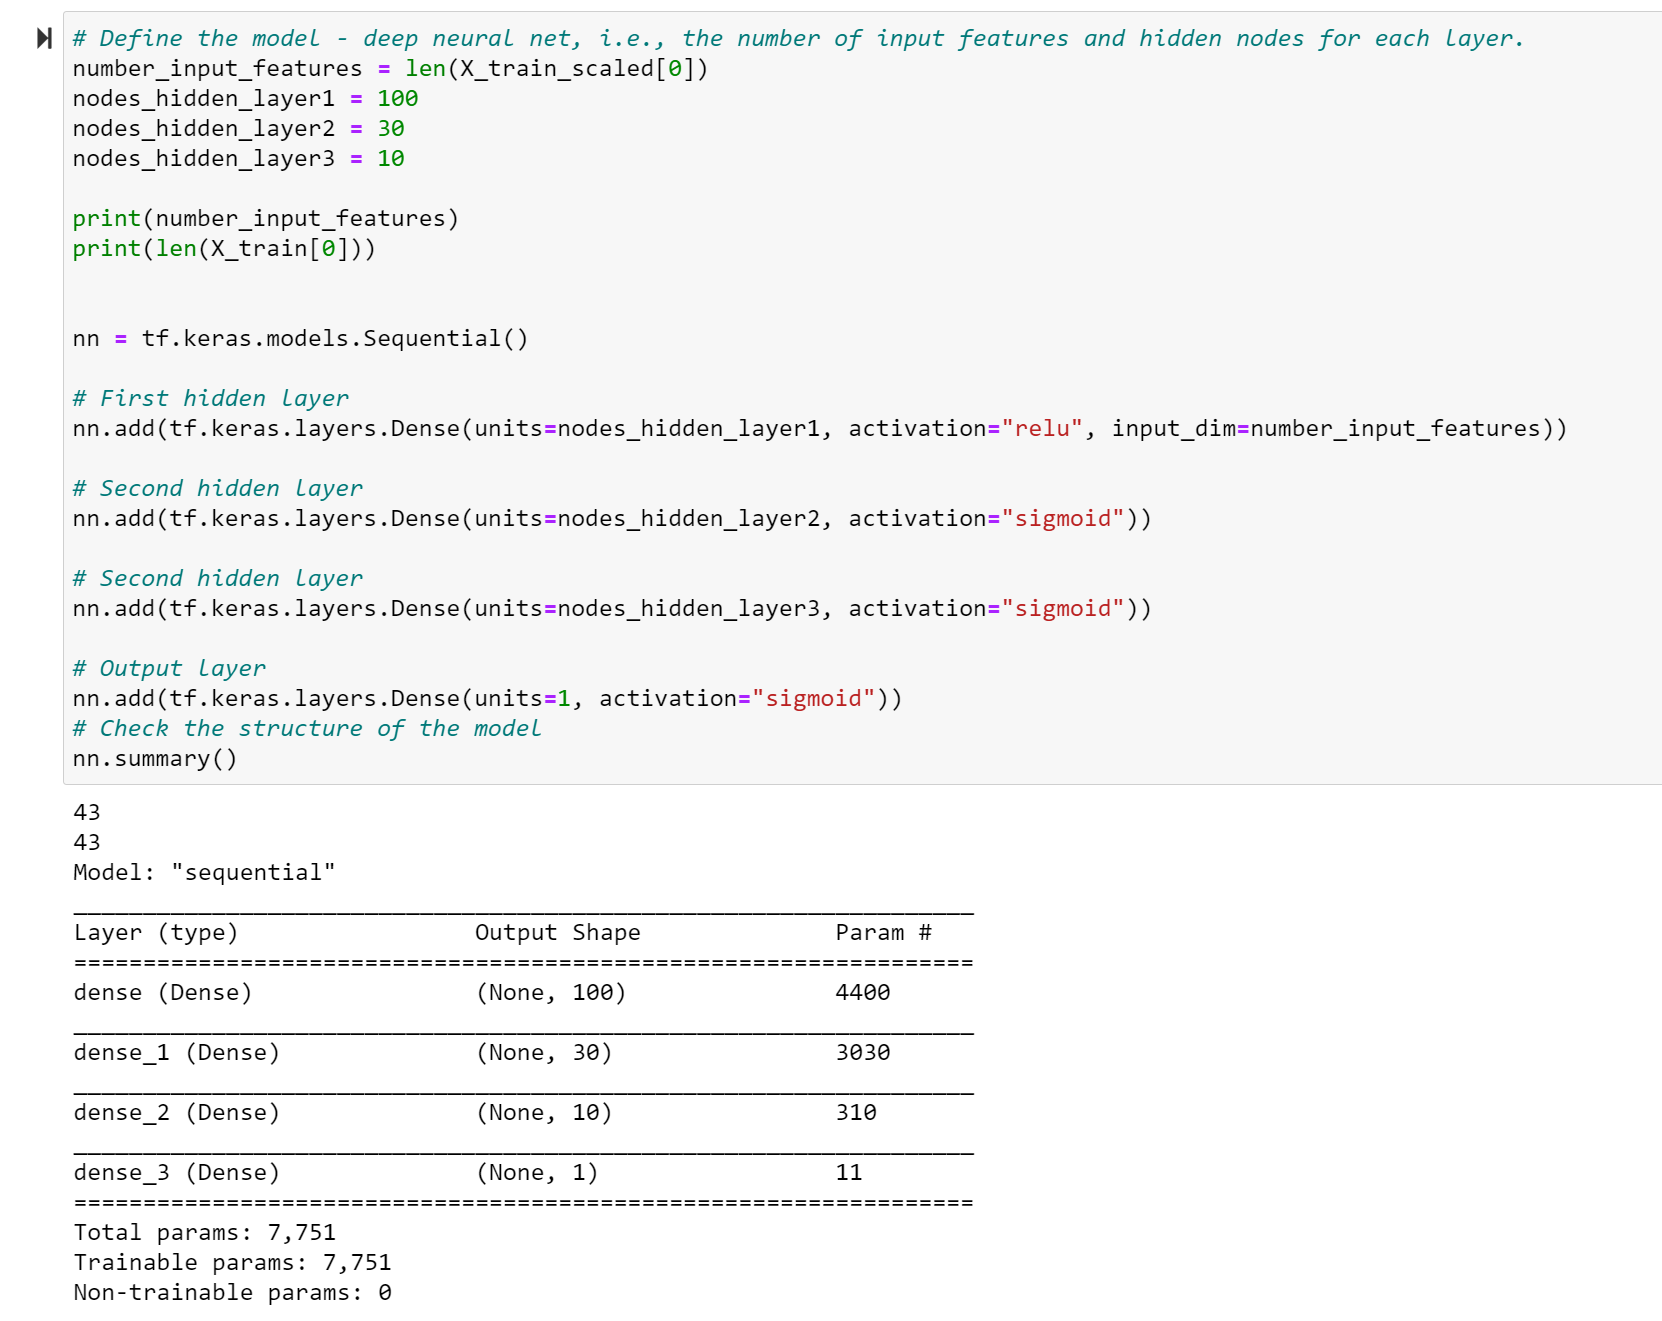 # Define the model - deep neural net, i.e., the number of input features and hidden nodes for each layer.
number_input_features = len(X_train_scaled[0])
nodes_hidden_layer1 = 100
nodes_hidden_layer2 = 30
nodes_hidden_layer3 = 10
print(number_input_features)
print(len(X_train[0]))
nn = tf.keras.models.Sequential()
# First hidden layer
nn.add(tf.keras.layers.Dense(units=nodes_hidden_layer1, activation="relu", input_dim=number_input_features))
# Second hidden layer
nn.add(tf.keras.layers.Dense(units=nodes_hidden_layer2, activation="sigmoid"))
# Second hidden layer
nn.add(tf.keras.layers.Dense(units=nodes_hidden_layer3, activation="sigmoid"))
# Output layer
nn.add(tf.keras.layers.Dense(units=1, activation="sigmoid"))
# Check the structure of the model
nn.summary()
43
43
Model: "sequential"
_________________________________________________________________
Layer (type)                 Output Shape              Param #
=================================================================
dense (Dense)                (None, 100)               4400
_________________________________________________________________
dense_1 (Dense)              (None, 30)                3030
_________________________________________________________________
dense_2 (Dense)              (None, 10)                310
_________________________________________________________________
dense_3 (Dense)              (None, 1)                 11
=================================================================
Total params: 7,751
Trainable params: 7,751
Non-trainable params: 0